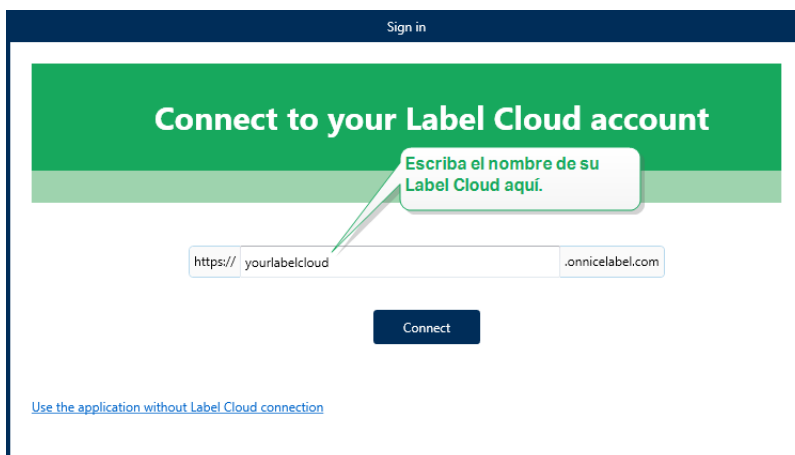 Sign in
Connect to your Label Cloud account
Escriba el nombre de su
Label Cloud aquí.
https:// yourlabelcloud .onnicelabel.com
Connect
Use the application without Label Cloud connection